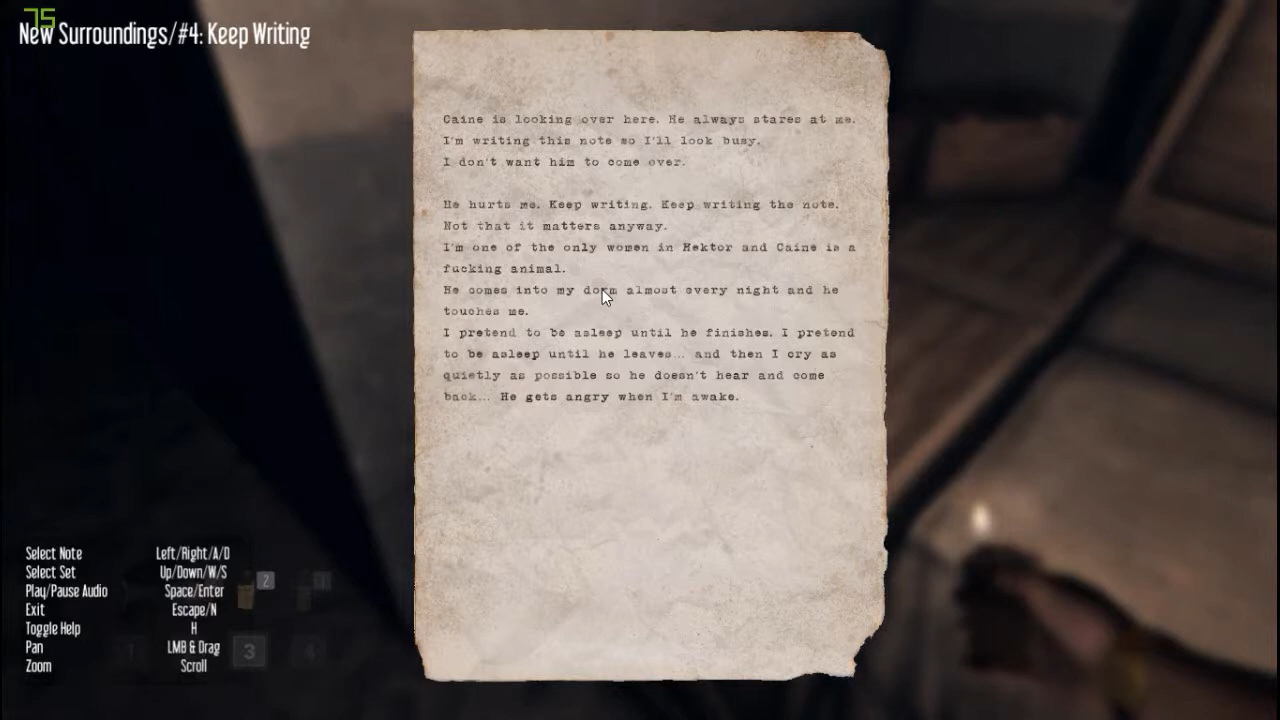 75
New Surroundings/#4: Keep Writing
Caine is looking over here. He always stares at me.
I'm writing this note so I'll look busy.
I don't want him to come over.
He hurts me. Keep writing. Keep writing the note.
Not that it matters anyway.
I'm one of the only women in Hektor and Caine is a
fucking animal.
He comes into my dorm almost every night and he
touches me.
I pretend to be asleep until he finishes. I pretend
to be asleep until he leaves... and then I cry as
quietly as possible so he doesn't hear and come
back... He gets angry when I'm awake.
Select Note Left/Right/A/D
Select Set Up/Down/W/S
Play/Pause Audio Space/Enter
Exit Escape/N
Toggle Help H
Pan LMB & Drag
Zoom Scroll
2
1 3 4